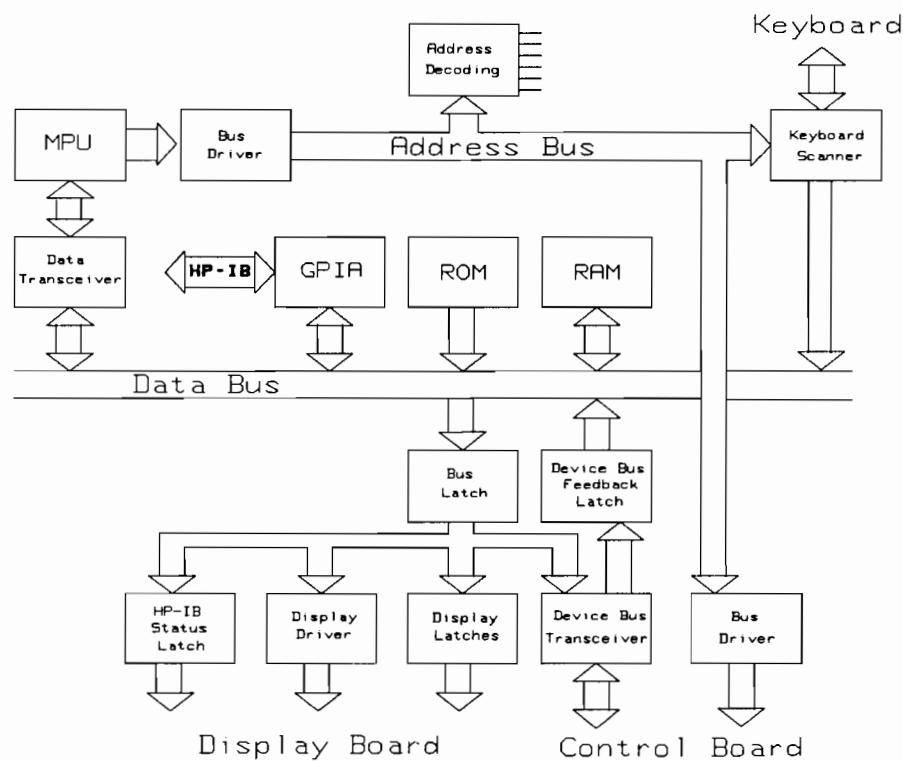 Keyboard
Address
Decoding
MPU
Bus
Driver
Address Bus
Keyboard
Scanner
Data
Transceiver
HP-IB
GPIA
ROM
RAM
Data Bus
Bus
Latch
Device Bus
Feedback
Latch
HP-IB
Status
Latch
Display
Driver
Display
Latches
Device Bus
Transceiver
Bus
Driver
Display Board
Control Board